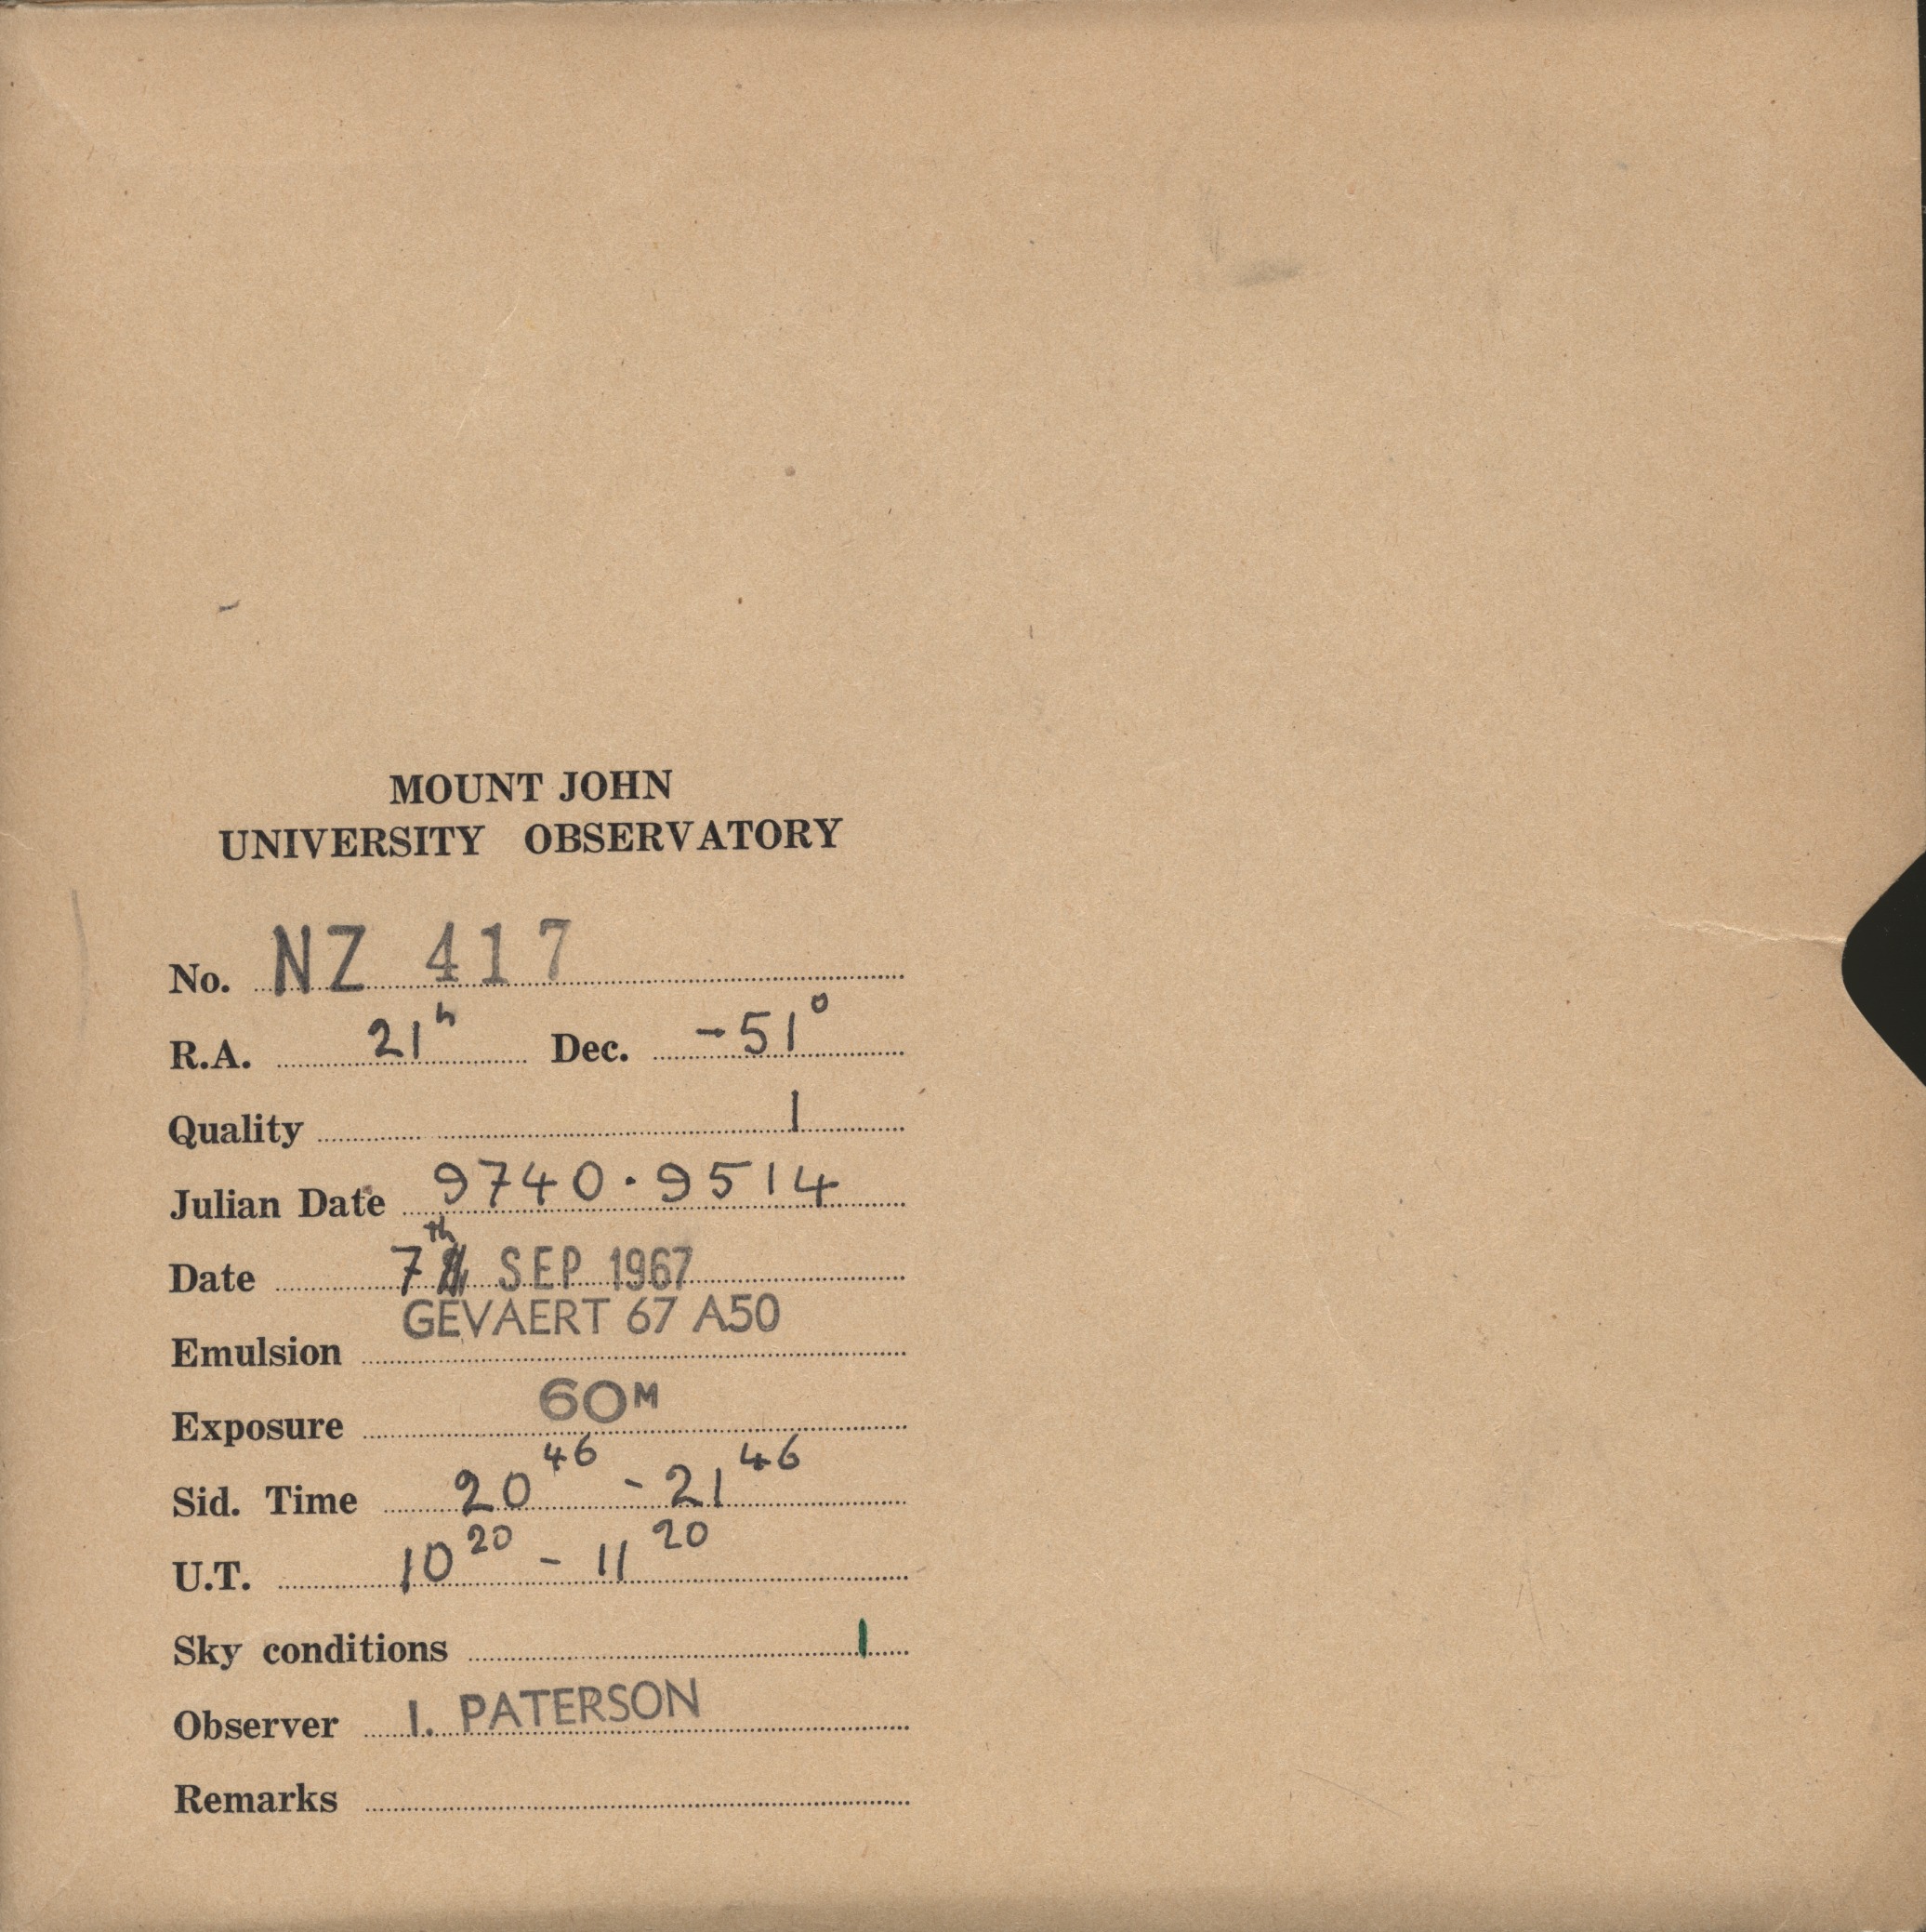 MOUNT JOHN
UNIVERSITY OBSERVATORY
No. NZ 417
R.A. 21h Dec. -51°
Quality 1
Julian Date 9740.9514
Date 7th SEP 1967
Emulsion GEVAERT 67 A50
Exposure 60M
Sid. Time 20 46 - 21 46
U.T. 10 20 - 11 20
Sky conditions 1
Observer I. PATERSON
Remarks